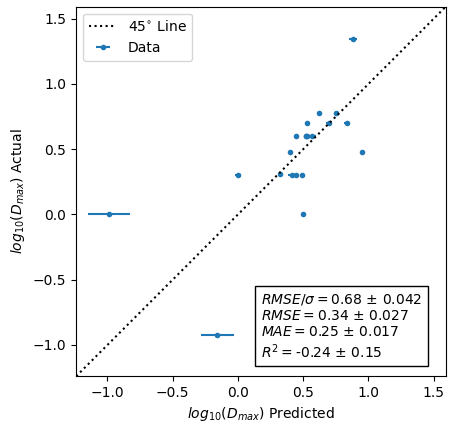 1.5
1.0
0.5
0.0
−0.5
−1.0
−1.0 −0.5 0.0 0.5 1.0 1.5
log10(Dmax) Actual
log10(Dmax) Predicted
45° Line
Data
RMSE/σ = 0.68 ± 0.042
RMSE = 0.34 ± 0.027
MAE = 0.25 ± 0.017
R² = -0.24 ± 0.15